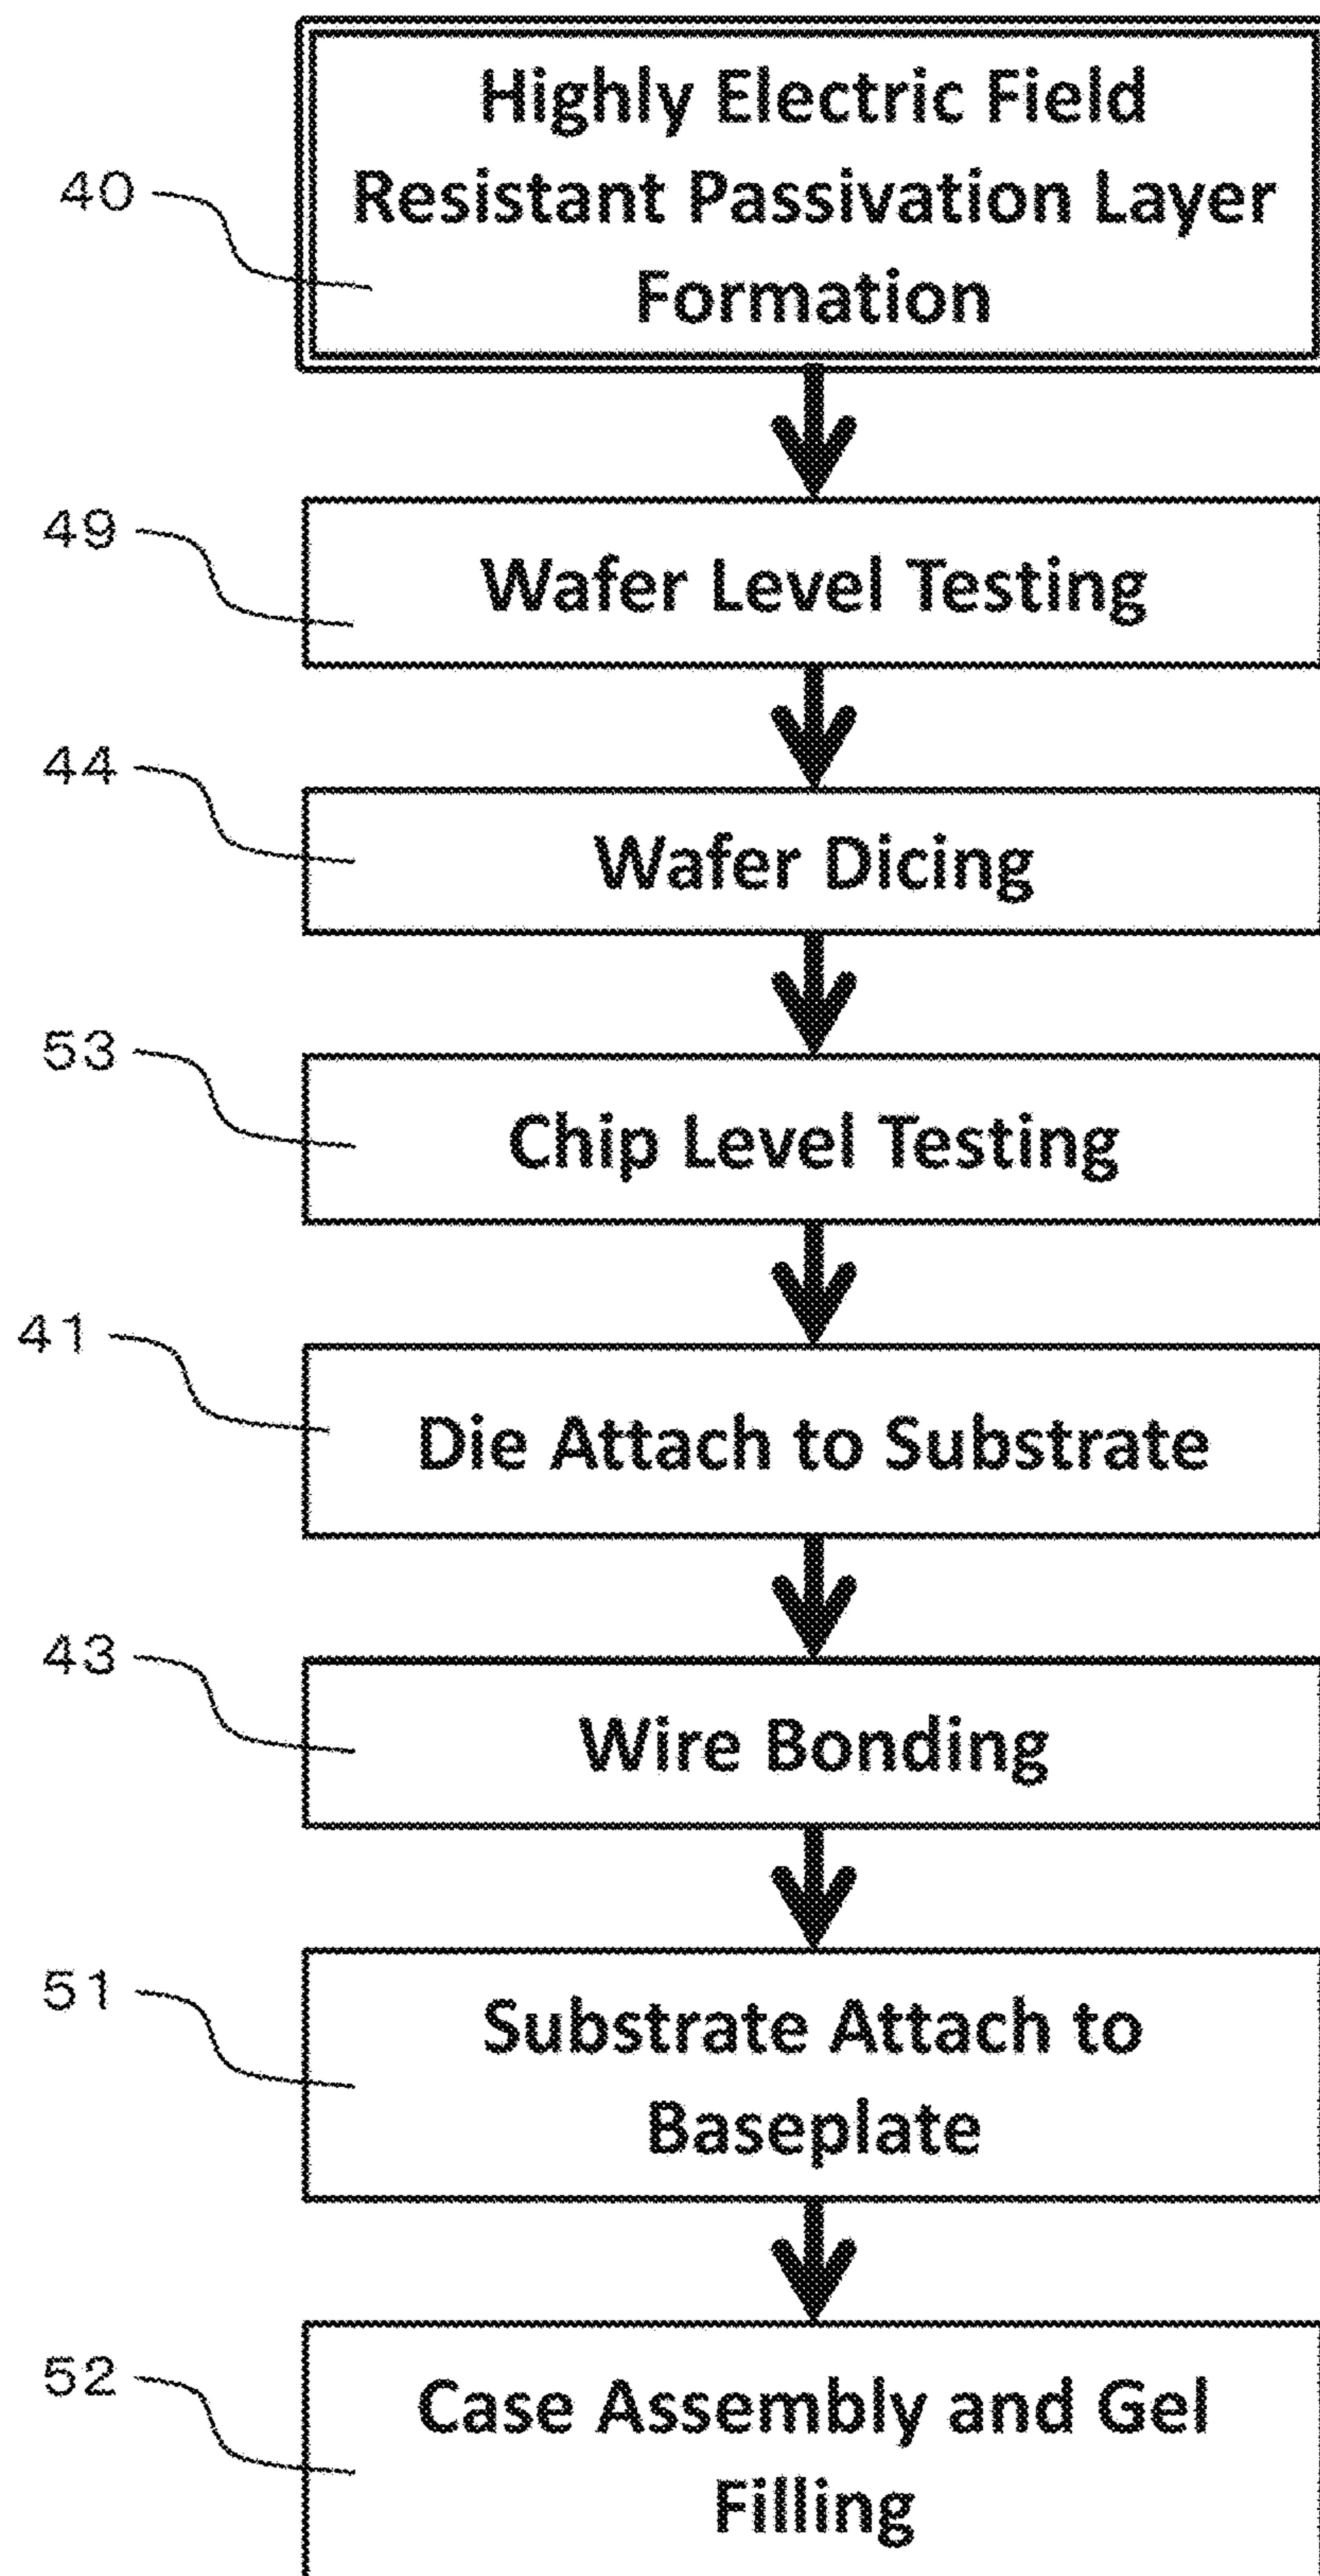 Highly Electric Field
40
Resistant Passivation Layer
Formation
49
Wafer Level Testing
44
Wafer Dicing
53
Chip Level Testing
41
Die Attach to Substrate
43
Wire Bonding
51
Substrate Attach to
Baseplate
52
Case Assembly and Gel
Filling